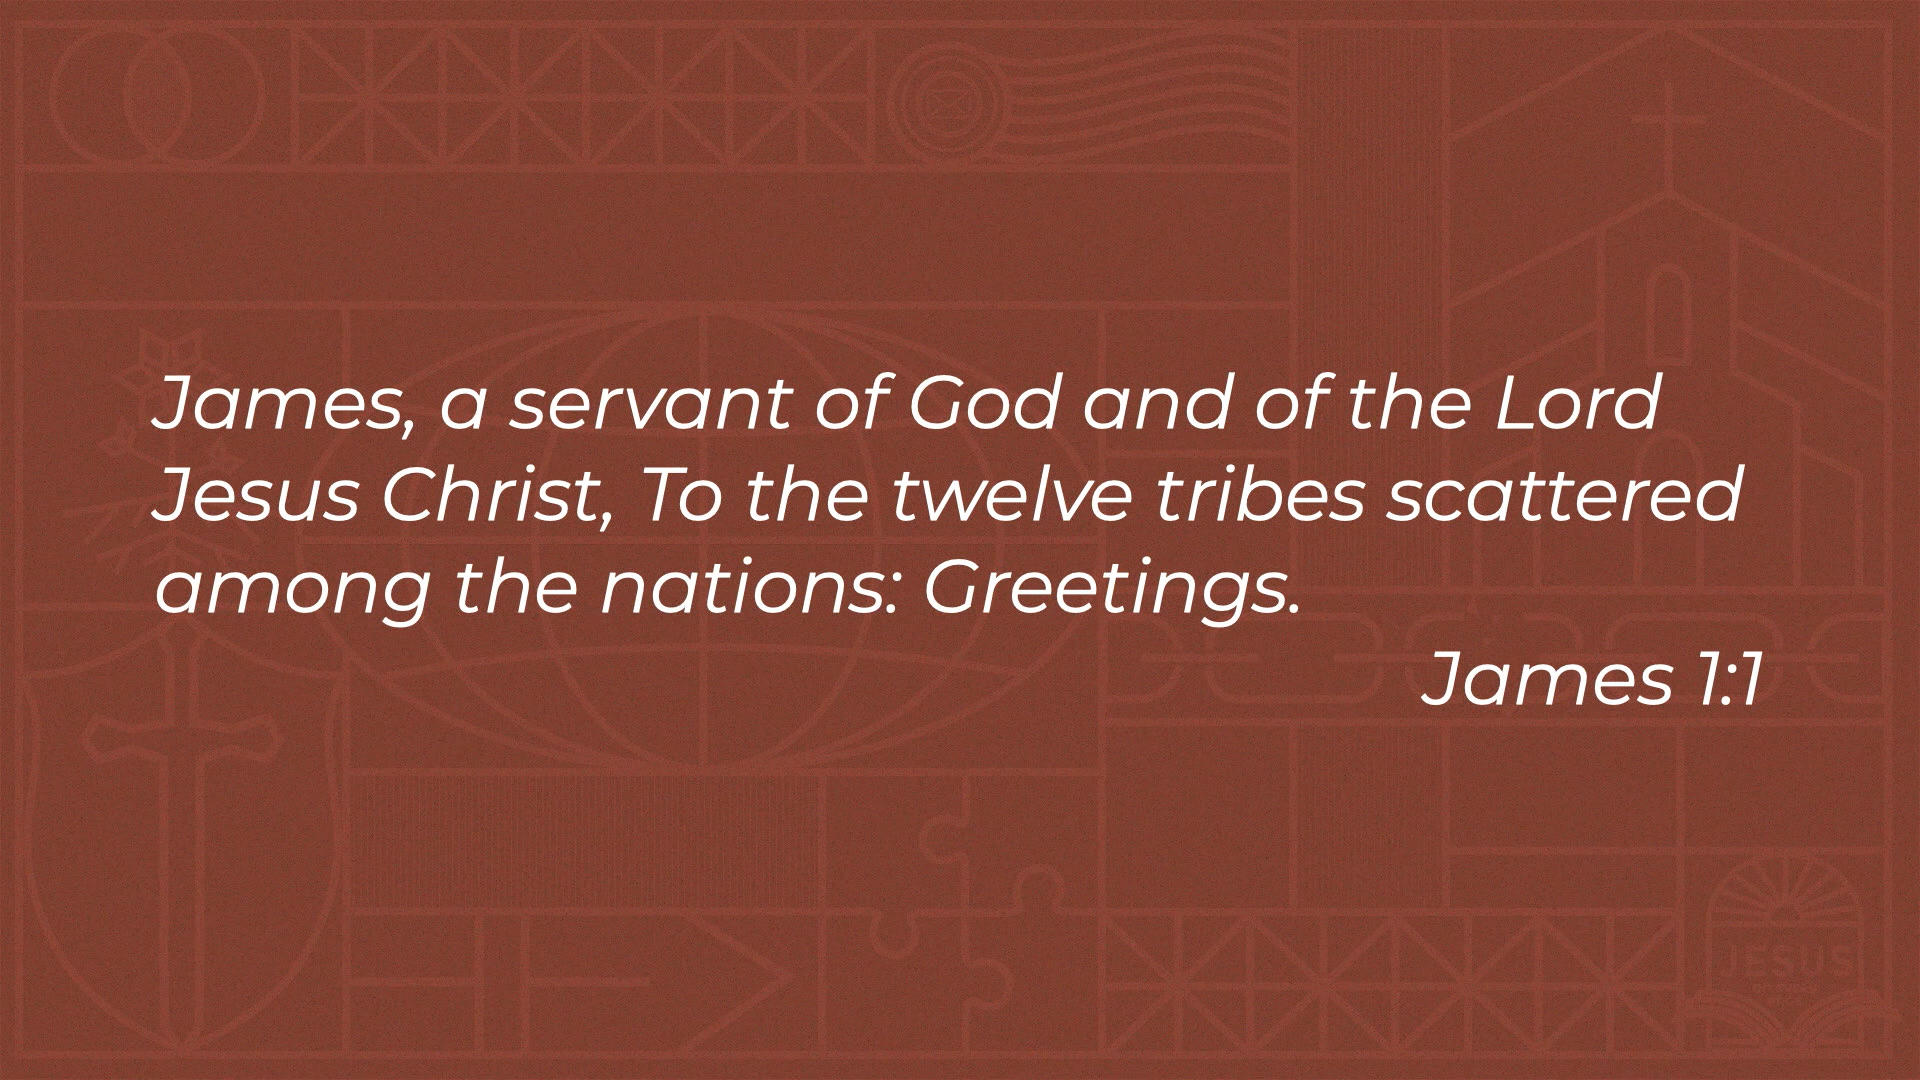 James, a servant of God and of the Lord
Jesus Christ, To the twelve tribes scattered
among the nations: Greetings.
James 1:1
JESUS